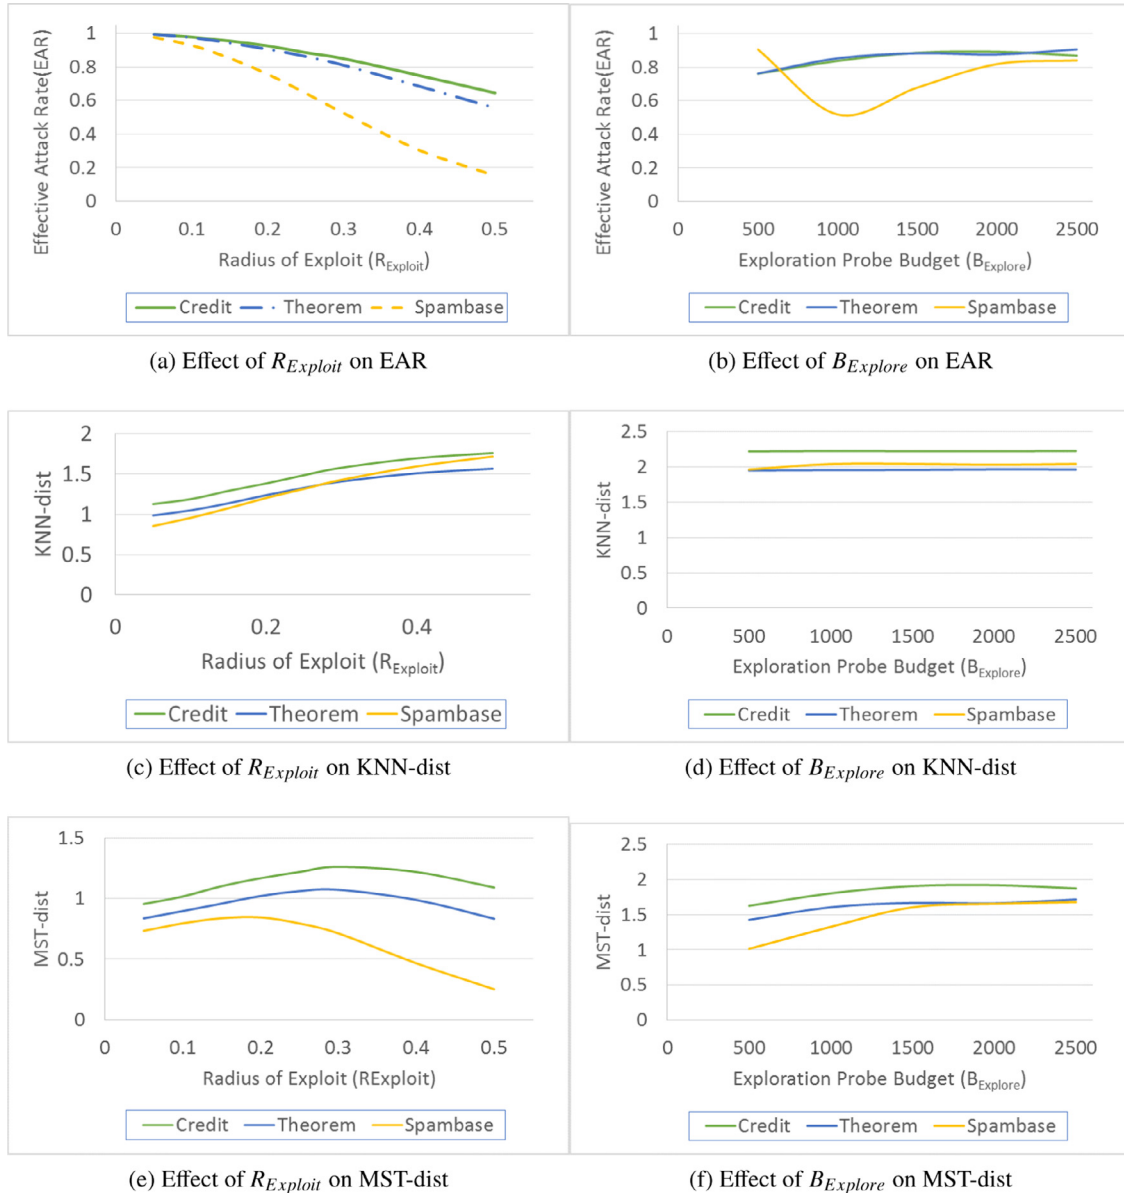 Effective Attack Rate(EAR)
1
0.8
0.6
0.4
0.2
0
0 0.1 0.2 0.3 0.4 0.5
Radius of Exploit (R_Exploit)
Credit Theorem Spambase
(a) Effect of R_Exploit on EAR
Effective Attack Rate(EAR)
1
0.8
0.6
0.4
0.2
0
0 500 1000 1500 2000 2500
Exploration Probe Budget (B_Explore)
Credit Theorem Spambase
(b) Effect of B_Explore on EAR
KNN-dist
2
1.5
1
0.5
0
0 0.2 0.4
Radius of Exploit (R_Exploit)
Credit Theorem Spambase
(c) Effect of R_Exploit on KNN-dist
KNN-dist
2.5
2
1.5
1
0.5
0
0 500 1000 1500 2000 2500
Exploration Probe Budget (B_Explore)
Credit Theorem Spambase
(d) Effect of B_Explore on KNN-dist
MST-dist
1.5
1
0.5
0
0 0.1 0.2 0.3 0.4 0.5
Radius of Exploit (RExploit)
Credit Theorem Spambase
(e) Effect of R_Exploit on MST-dist
MST-dist
2.5
2
1.5
1
0.5
0
0 500 1000 1500 2000 2500
Exploration Probe Budget (B_Explore)
Credit Theorem Spambase
(f) Effect of B_Explore on MST-dist